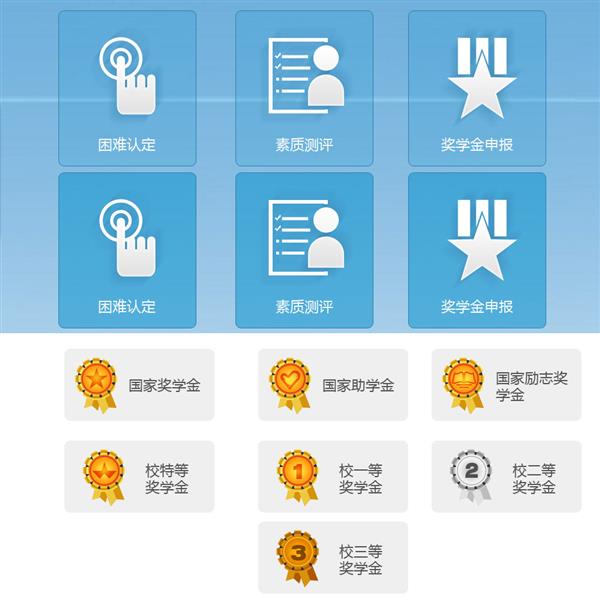 困难认定
素质测评
奖学金申报
困难认定
素质测评
奖学金申报
国家奖学金
国家助学金
国家励志奖
学金
校特等
奖学金
1
校一等
奖学金
2
校二等
奖学金
3
校三等
奖学金